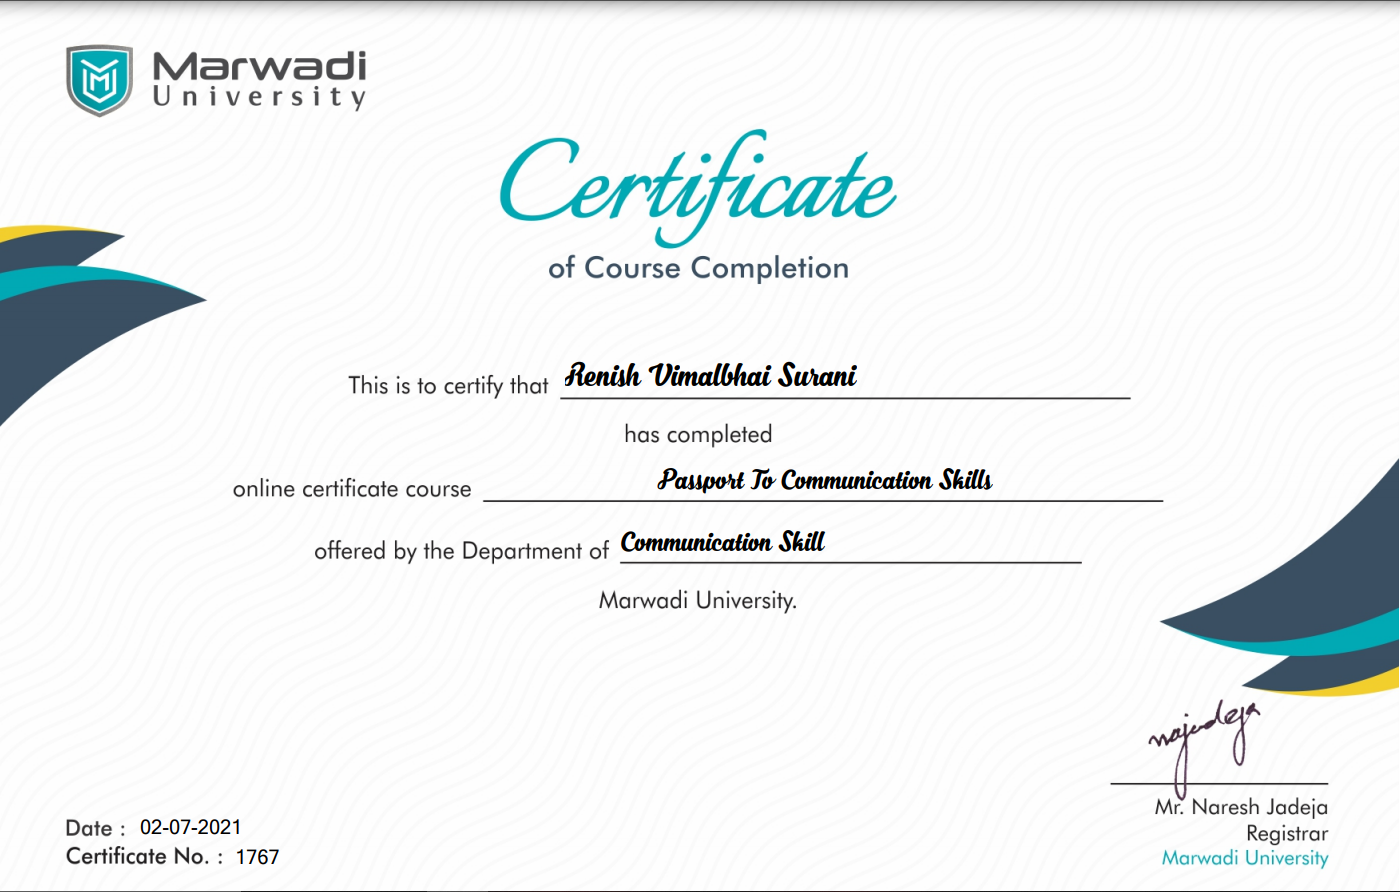 Marwadi
University
Certificate
of Course Completion
This is to certify that Renish Vimalbhai Surani
has completed
online certificate course Passport To Communication Skills
offered by the Department of Communication Skill
Marwadi University.
najadeja
Mr. Naresh Jadeja
Registrar
Marwadi University
Date : 02-07-2021
Certificate No. : 1767